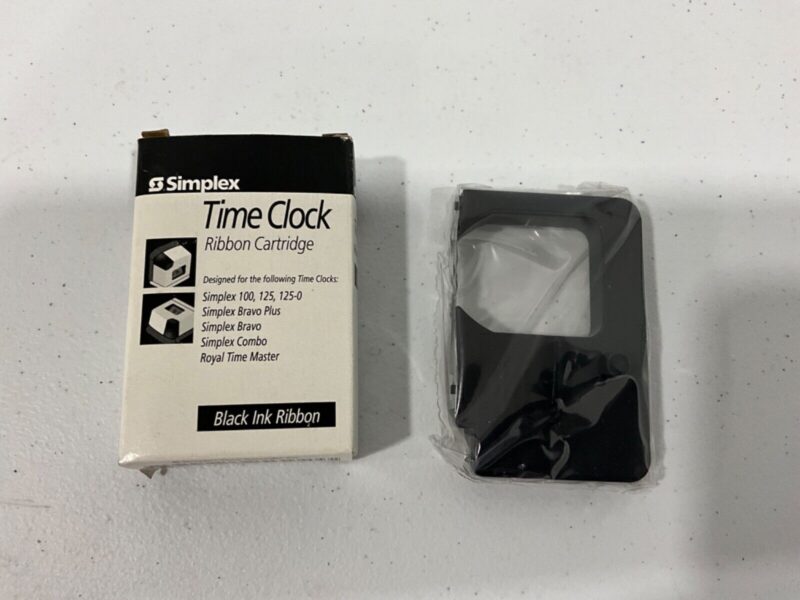 Simplex
Time Clock
Ribbon Cartridge
Designed for the following Time Clocks:
Simplex 100, 125, 125-0
Simplex Bravo Plus
Simplex Bravo
Simplex Combo
Royal Time Master
Black Ink Ribbon